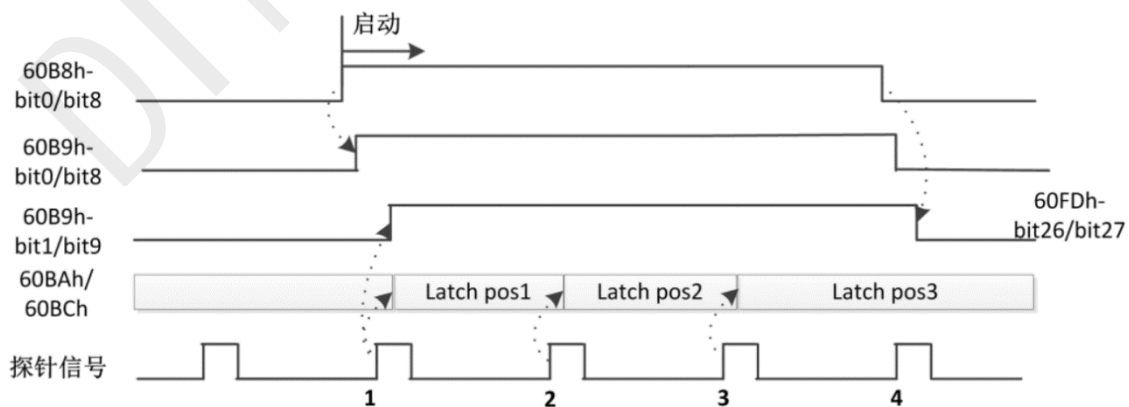 启动
60B8h-
bit0/bit8
60B9h-
bit0/bit8
60B9h-
bit1/bit9
60FDh-
bit26/bit27
60BAh/
60BCh
Latch pos1
Latch pos2
Latch pos3
探针信号
1
2
3
4